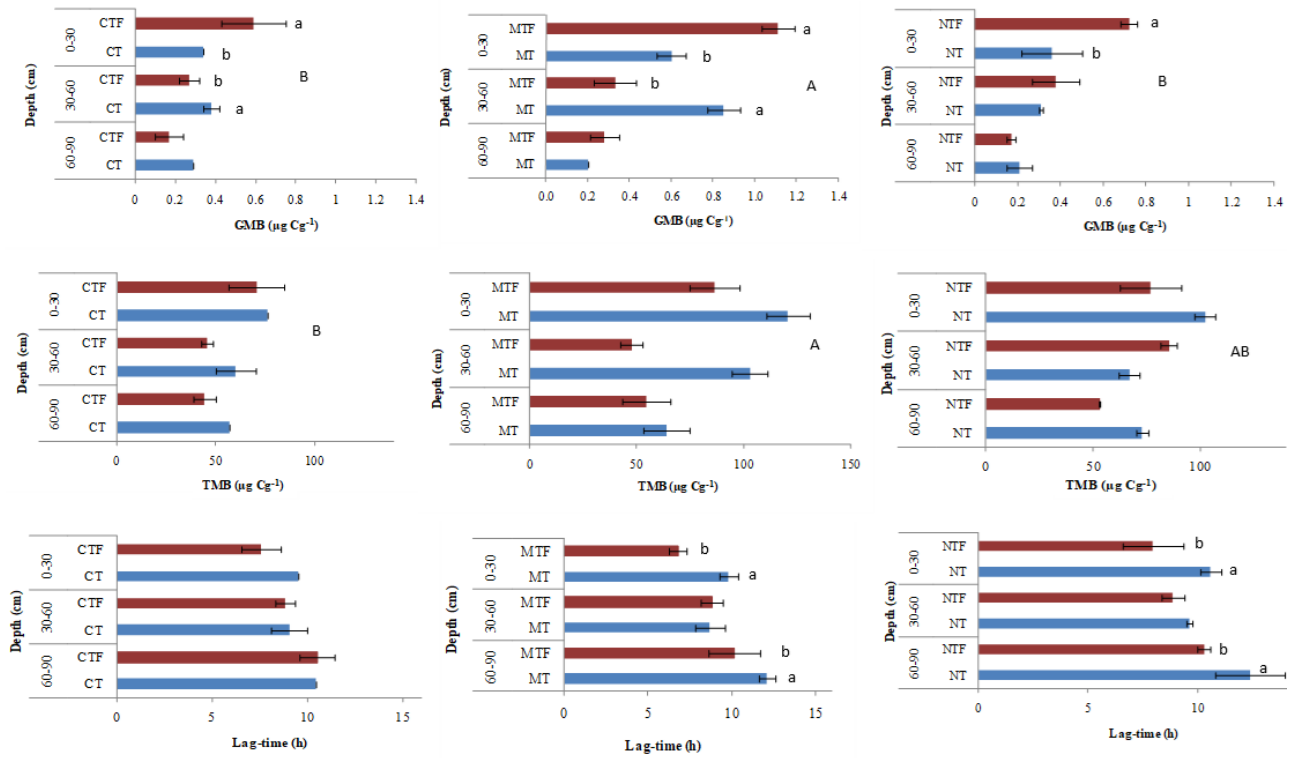 Depth (cm)
0-30
30-60
60-90
CTF
CT
CTF
CT
CTF
CT
a
b
b
a
B
0
0.2
0.4
0.6
0.8
1
1.2
1.4
GMB (µg Cg⁻¹)
Depth (cm)
0-30
30-60
60-90
MTF
MT
MTF
MT
MTF
MT
a
b
b
a
A
0.0
0.2
0.4
0.6
0.8
1.0
1.2
1.4
GMB (µg Cg⁻¹)
Depth (cm)
0-30
30-60
60-90
NTF
NT
NTF
NT
NTF
NT
a
b
B
0
0.2
0.4
0.6
0.8
1
1.2
1.4
GMB (µg Cg⁻¹)
Depth (cm)
0-30
30-60
60-90
CTF
CT
CTF
CT
CTF
CT
B
0
50
100
TMB (µg Cg⁻¹)
Depth (cm)
0-30
30-60
60-90
MTF
MT
MTF
MT
MTF
MT
A
0
50
100
150
TMB (µg Cg⁻¹)
Depth (cm)
0-30
30-60
60-90
NTF
NT
NTF
NT
NTF
NT
AB
0
50
100
TMB (µg Cg⁻¹)
Depth (cm)
0-30
30-60
60-90
CTF
CT
CTF
CT
CTF
CT
0
5
10
15
Lag-time (h)
Depth (cm)
0-30
30-60
60-90
MTF
MT
MTF
MT
MTF
MT
b
a
b
a
0
5
10
15
Lag-time (h)
Depth (cm)
0-30
30-60
60-90
NTF
NT
NTF
NT
NTF
NT
b
a
b
a
0
5
10
Lag-time (h)